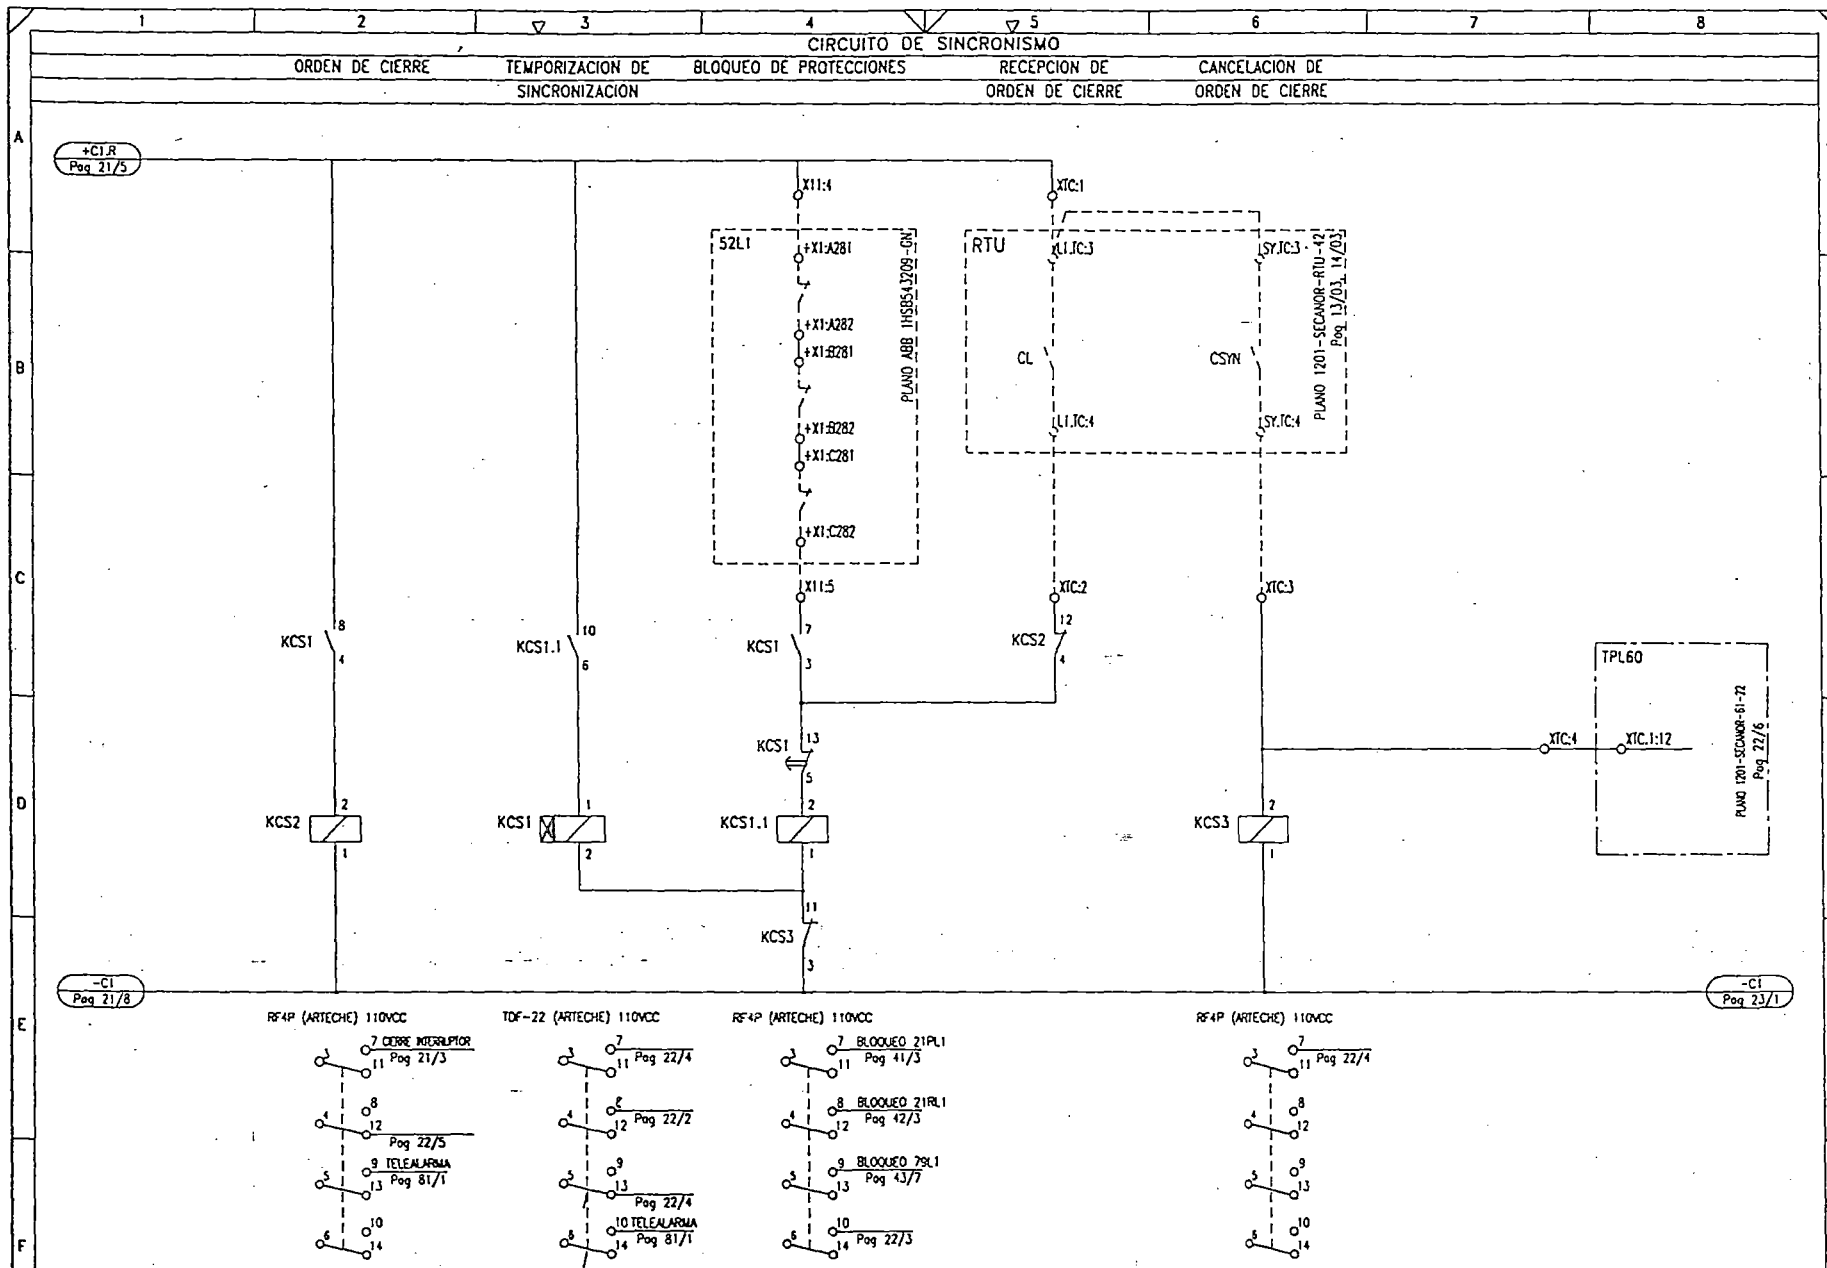 1 2 3 4 5 6 7 8
CIRCUITO DE SINCRONISMO
ORDEN DE CIERRE
TEMPORIZACION DE
SINCRONIZACION
BLOQUEO DE PROTECCIONES
RECEPCION DE
ORDEN DE CIERRE
CANCELACION DE
ORDEN DE CIERRE
A
B
C
D
E
F
+C1.R
Pag 21/5
X11:4
XTC:1
52L1
+X1:A281
+X1:A282
+X1:B281
+X1:B282
+X1:C281
+X1:C282
PLANO ABB 1HSB543209-GN
RTU
L1.TC:3
SY.TC:3
CL
CSYN
L1.TC:4
SY.TC:4
PLANO 1201-SECANOR-RTU-42
Pag 13/03, 14/03
X11:5
XTC:2
XTC:3
KCS1
8
4
KCS1.1
10
6
KCS1
7
3
KCS2
12
4
TPL60
XTC:4
XTC.1:12
PLANO 1201-SECANOR-61-22
Pag 22/6
KCS1
13
5
KCS2
2
1
KCS1
1
2
KCS1.1
2
1
KCS3
2
1
KCS3
11
3
-C1
Pag 21/8
-C1
Pag 23/1
RF4P (ARTECHE) 110VCC
3
7 CIERRE INTERRUPTOR
11 Pag 21/3
4
8
12
Pag 22/5
5
9 TELEALARMA
13 Pag 81/1
6
10
14
TDF-22 (ARTECHE) 110VCC
3
7
11 Pag 22/4
4
12 Pag 22/2
5
9
13
Pag 22/4
6
10 TELEALARMA
14 Pag 81/1
RF4P (ARTECHE) 110VCC
3
7 BLOQUEO 21PL1
11 Pag 41/3
4
8 BLOQUEO 21RL1
12 Pag 42/3
5
9 BLOQUEO 79L1
13 Pag 43/7
6
10
14 Pag 22/3
RF4P (ARTECHE) 110VCC
3
7
11 Pag 22/4
4
8
12
5
9
13
6
10
14